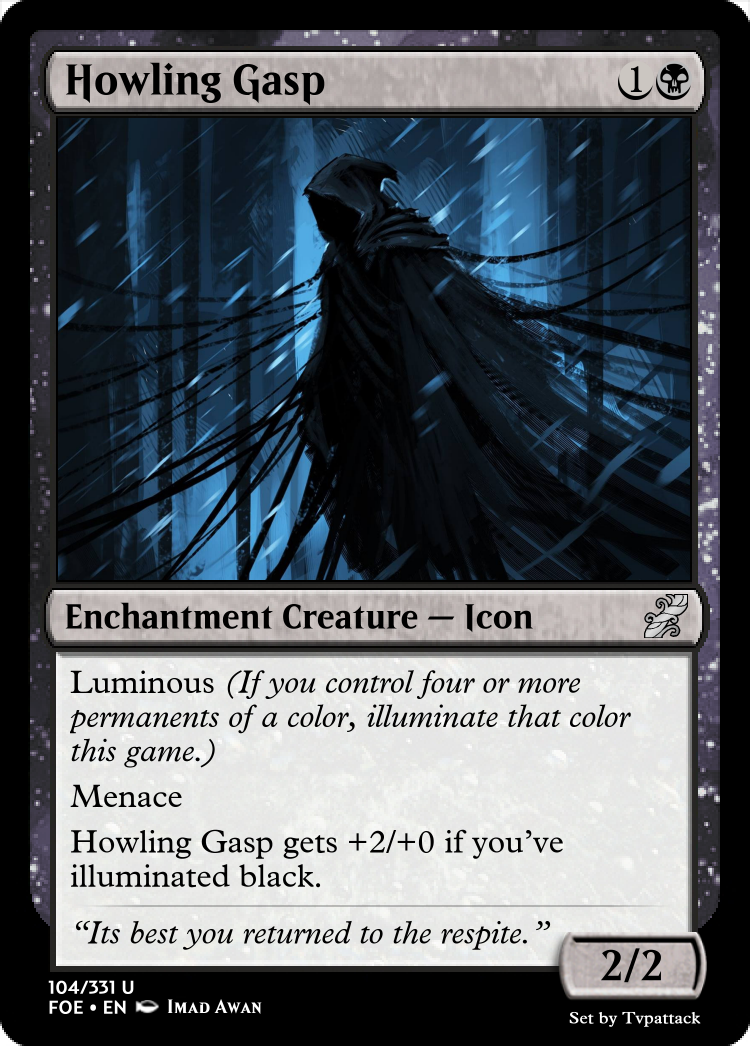 Howling Gasp 1
Enchantment Creature — Icon
Luminous (If you control four or more
permanents of a color, illuminate that color
this game.)
Menace
Howling Gasp gets +2/+0 if you've
illuminated black.
“Its best you returned to the respite.”
2/2
104/331 U
FOE • EN Imad Awan
Set by Tvpattack